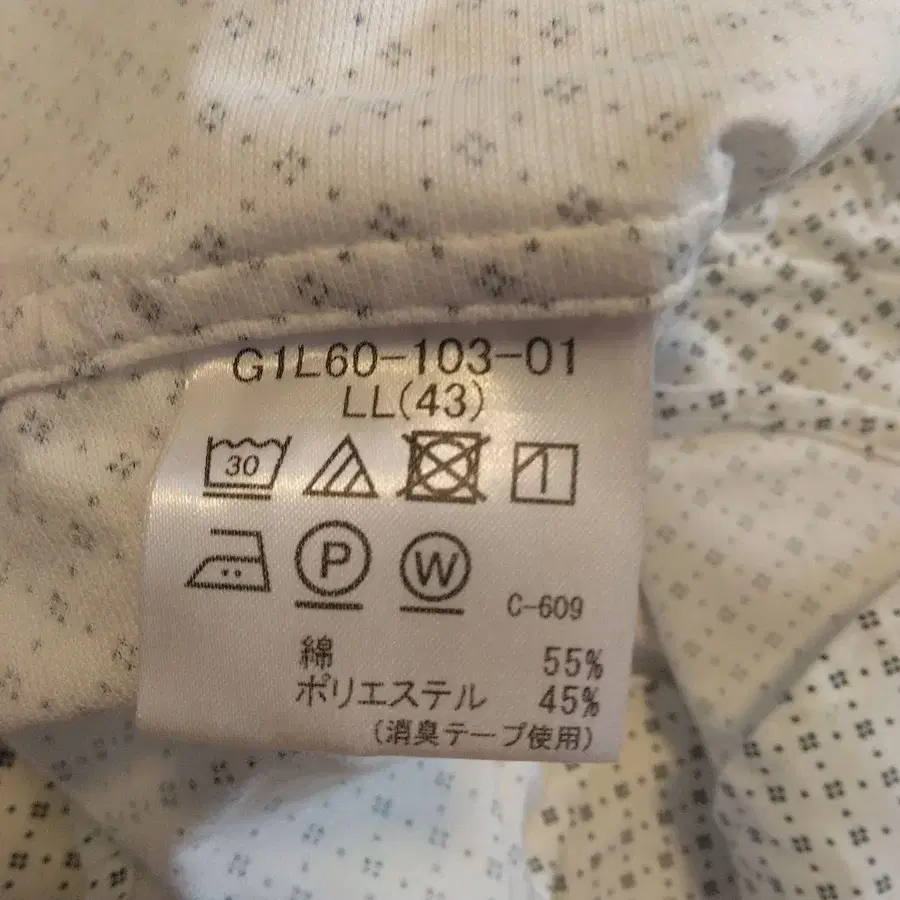 G1L60-103-01
LL(43)
30
P W C-609
綿 55%
ポリエステル 45%
(消臭テープ使用)